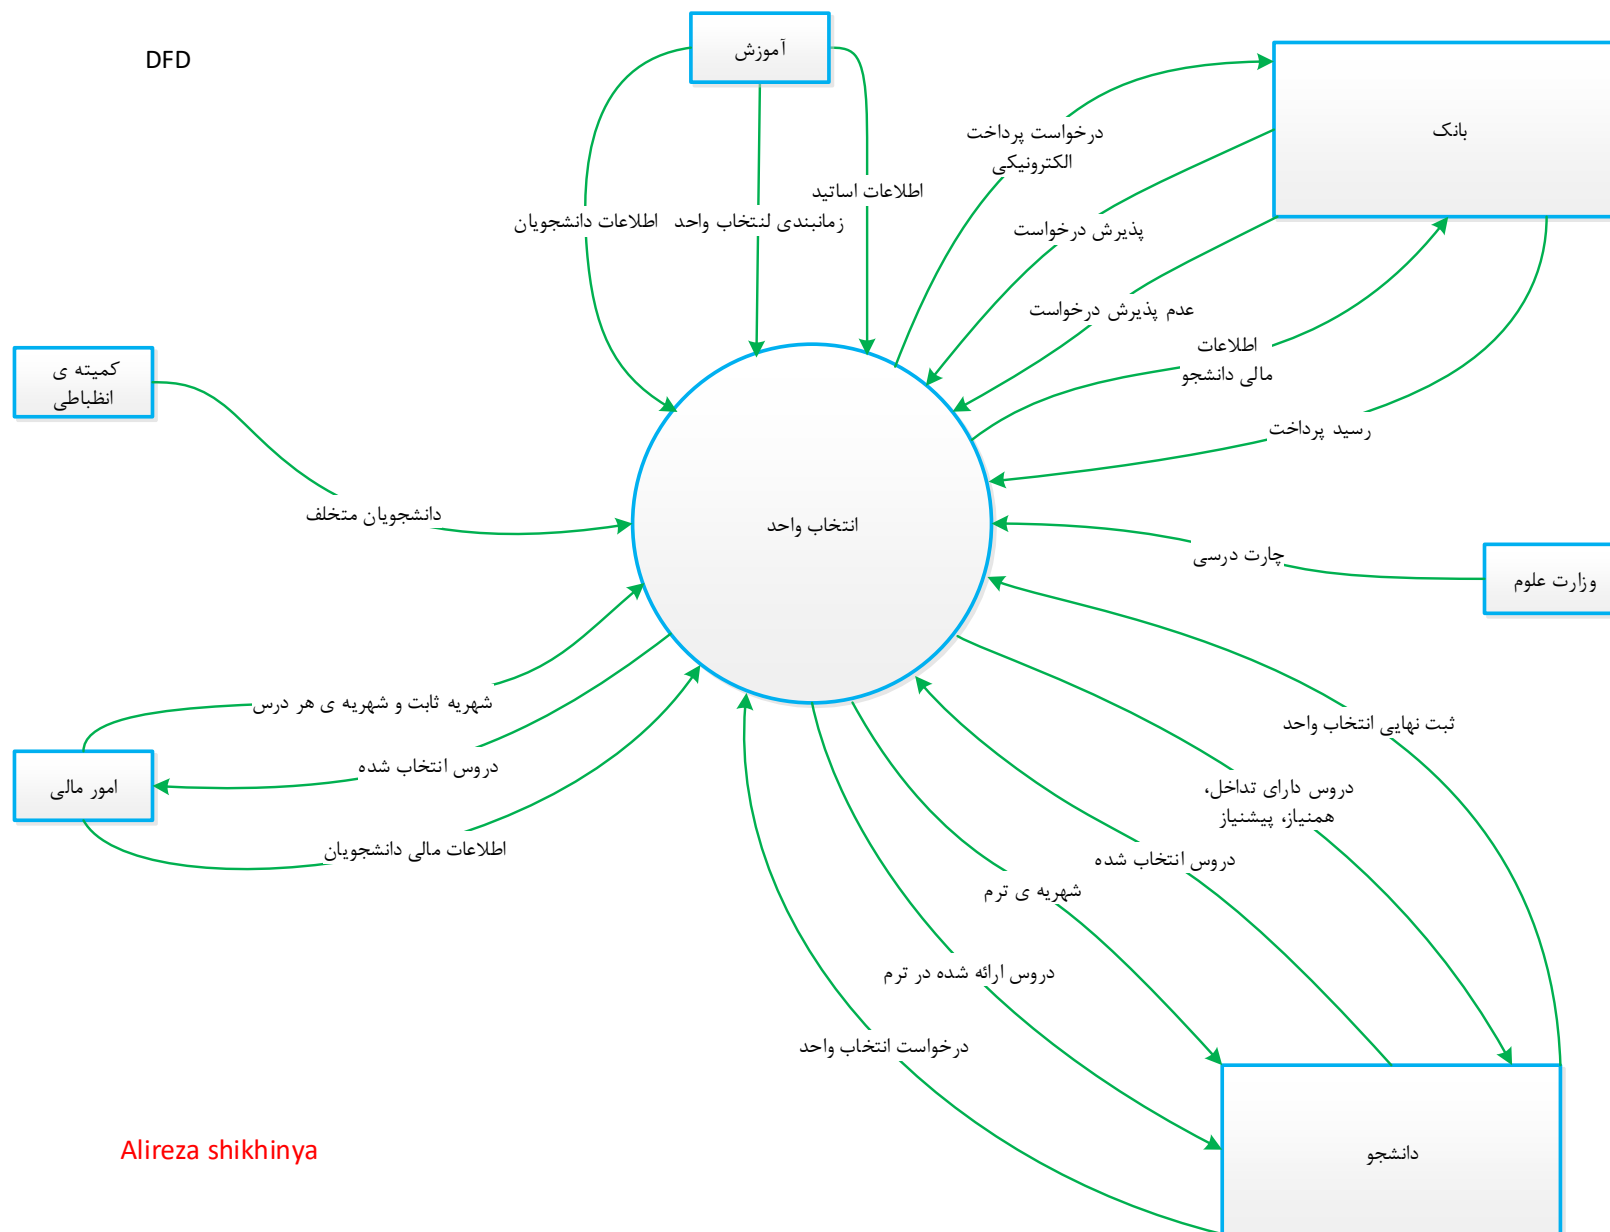 DFD
آموزش
بانک
درخواست پرداخت
الکترونیکی
اطلاعات اساتید
زمانبندی لنتخاب واحد
اطلاعات دانشجویان
پذیرش درخواست
عدم پذیرش درخواست
اطلاعات
مالی دانشجو
رسید پرداخت
کمیته ی
انظباطی
دانشجویان متخلف
انتخاب واحد
چارت درسی
وزارت علوم
شهریه ثابت و شهریه ی هر درس
دروس انتخاب شده
امور مالی
اطلاعات مالی دانشجویان
ثبت نهایی انتخاب واحد
دروس دارای تداخل،
همنیاز، پیشنیاز
دروس انتخاب شده
شهریه ی ترم
دروس ارائه شده در ترم
درخواست انتخاب واحد
دانشجو
Alireza shikhinya